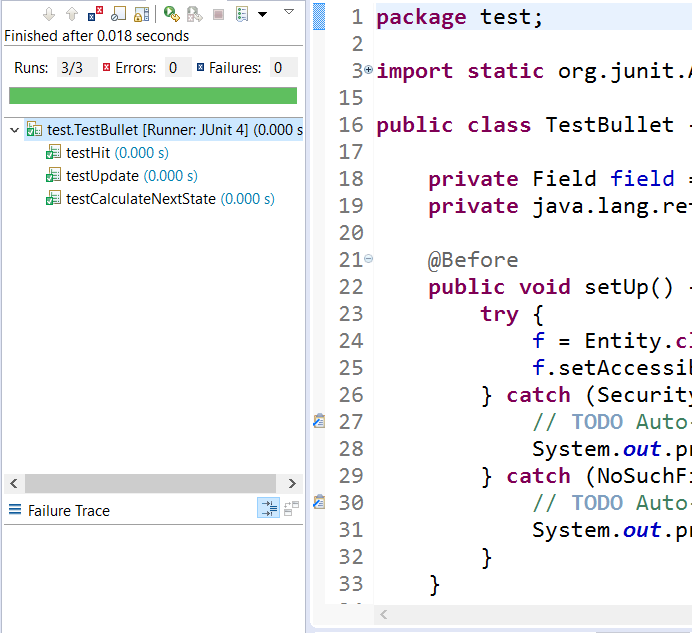 Finished after 0.018 seconds
Runs: 3/3 Errors: 0 Failures: 0
test.TestBullet [Runner: JUnit 4] (0.000 s
testHit (0.000 s)
testUpdate (0.000 s)
testCalculateNextState (0.000 s)
Failure Trace
1 package test;
2
3 import static org.junit.A
15
16 public class TestBullet
17
18 private Field field =
19 private java.lang.ref
20
21 @Before
22 public void setUp()
23 try {
24 f = Entity.cl
25 f.setAccessib
26 } catch (Security
27 // TODO Auto-
28 System.out.pr
29 } catch (NoSuchFi
30 // TODO Auto-
31 System.out.pr
32 }
33 }